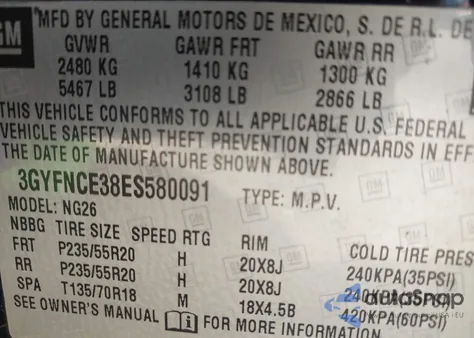 GM MFD BY GENERAL MOTORS DE MEXICO, S. DE R.L. DE
GVWR GAWR FRT GAWR RR
2480 KG 1410 KG 1300 KG
5467 LB 3108 LB 2866 LB
THIS VEHICLE CONFORMS TO ALL APPLICABLE U.S. FEDERAL
VEHICLE SAFETY AND THEFT PREVENTION STANDARDS IN EFF
THE DATE OF MANUFACTURE SHOWN ABOVE.
3GYFNCE38ES580091 TYPE: M.P.V.
MODEL: NG26
NBBG TIRE SIZE SPEED RTG RIM COLD TIRE PRES
FRT P235/55R20 H 20X8J 240KPA(35PSI)
RR P235/55R20 H 20X8J 240KPA(35PSI)
SPA T135/70R18 M 18X4.5B 420KPA(60PSI)
SEE OWNER'S MANUAL FOR MORE INFORMATION
autoSnap